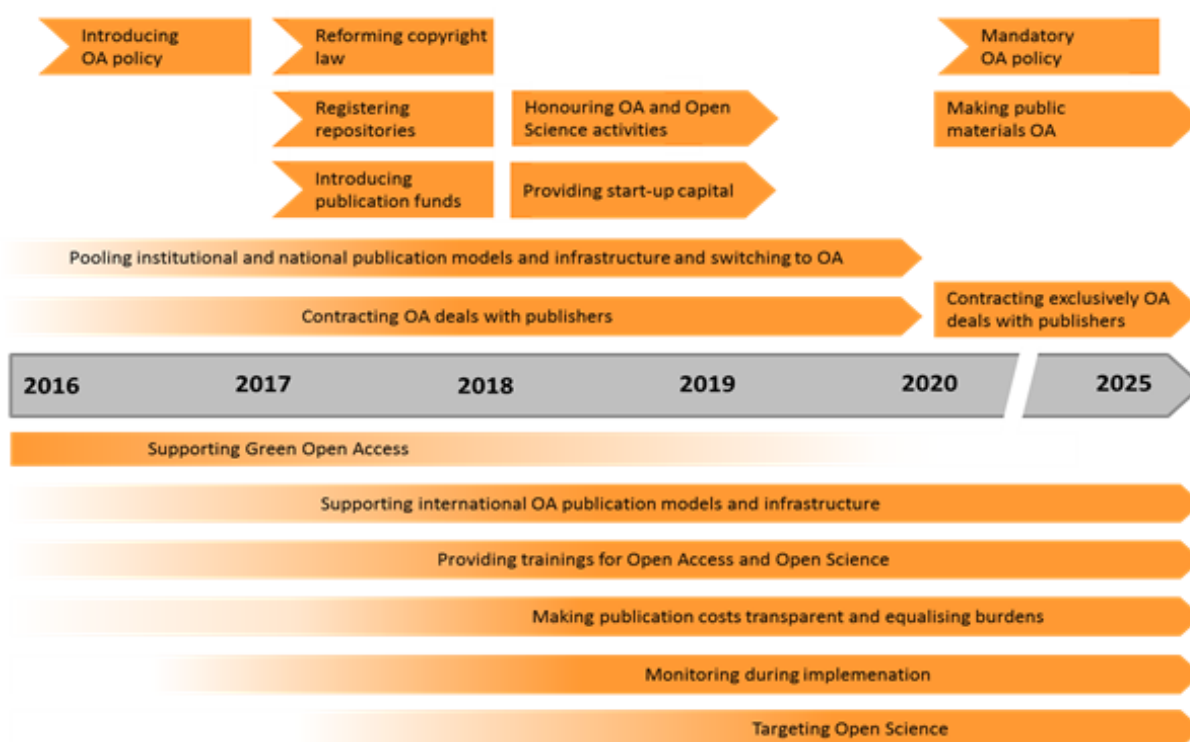 Introducing
OA policy
Reforming copyright
law
Mandatory
OA policy
Registering
repositories
Honouring OA and Open
Science activities
Making public
materials OA
Introducing
publication funds
Providing start-up capital
Pooling institutional and national publication models and infrastructure and switching to OA
Contracting OA deals with publishers
Contracting exclusively OA
deals with publishers
2016 2017 2018 2019 2020 2025
Supporting Green Open Access
Supporting international OA publication models and infrastructure
Providing trainings for Open Access and Open Science
Making publication costs transparent and equalising burdens
Monitoring during implemenation
Targeting Open Science